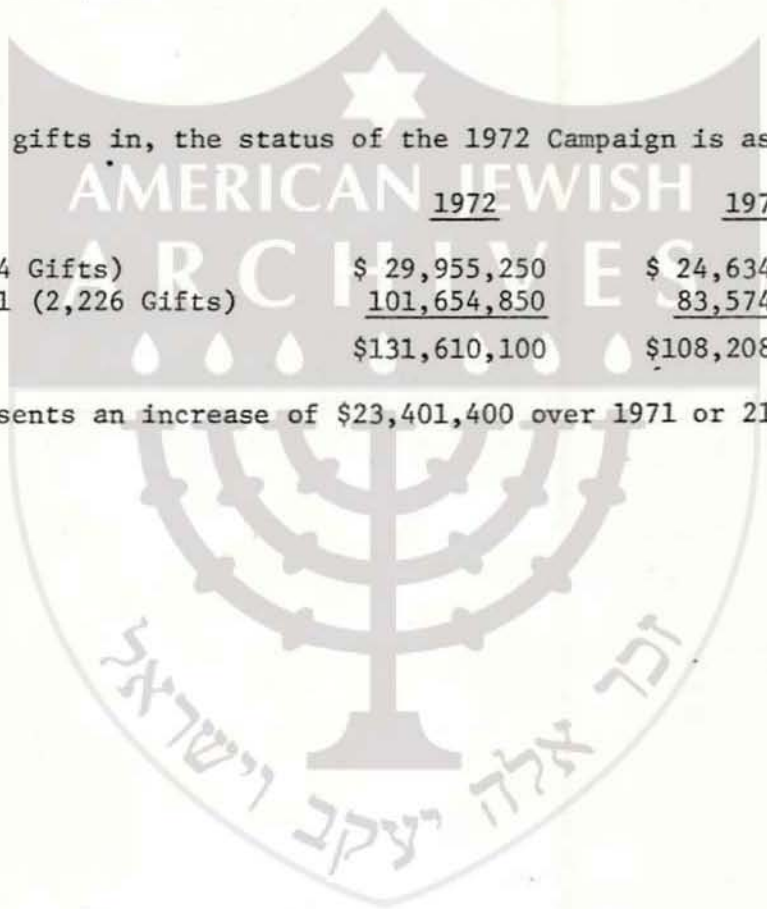 gifts in, the status of the 1972 Campaign is as
AMERICAN JEWISH
1972 197
4 Gifts) $ 29,955,250 $ 24,634
ARCHIVES
1 (2,226 Gifts) 101,654,850 83,574
$131,610,100 $108,208
sents an increase of $23,401,400 over 1971 or 21
זכר אלה יעקב וישראל